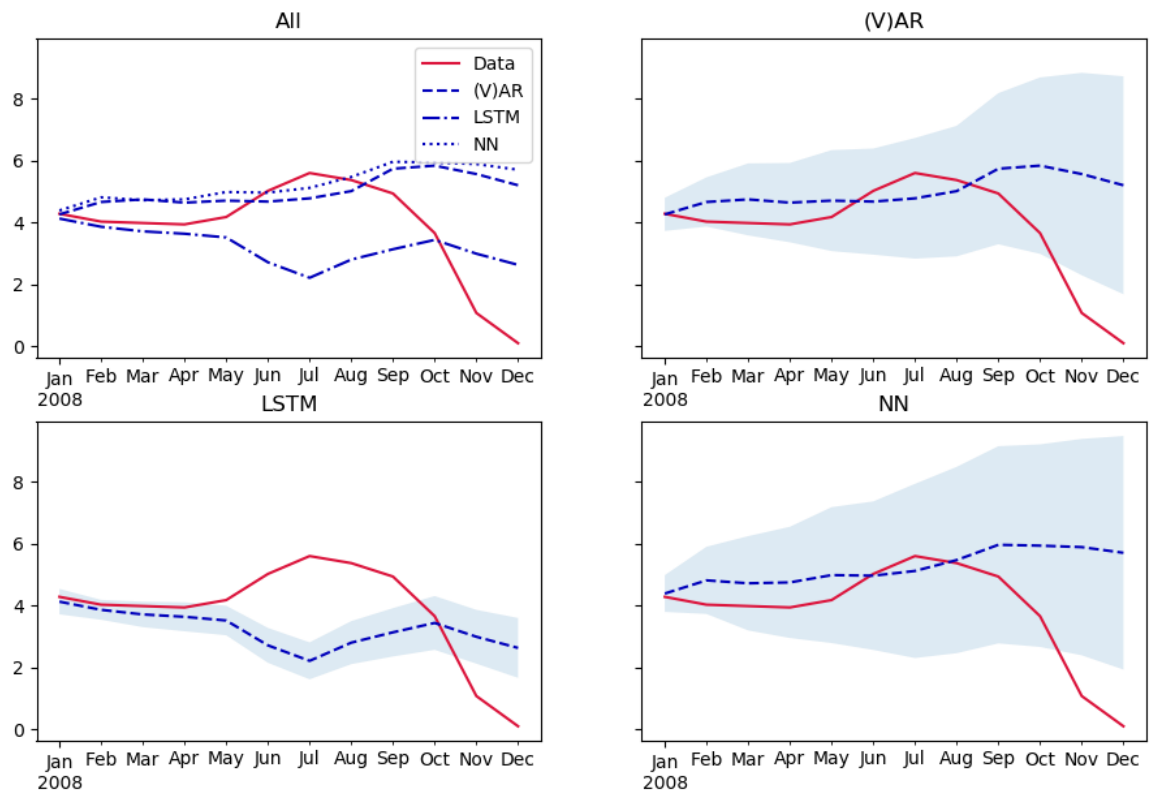 All
(V)AR
Data
(V)AR
LSTM
NN
8
6
4
2
0
Jan Feb Mar Apr May Jun Jul Aug Sep Oct Nov Dec
2008
Jan Feb Mar Apr May Jun Jul Aug Sep Oct Nov Dec
2008
LSTM
NN
8
6
4
2
0
Jan Feb Mar Apr May Jun Jul Aug Sep Oct Nov Dec
2008
Jan Feb Mar Apr May Jun Jul Aug Sep Oct Nov Dec
2008